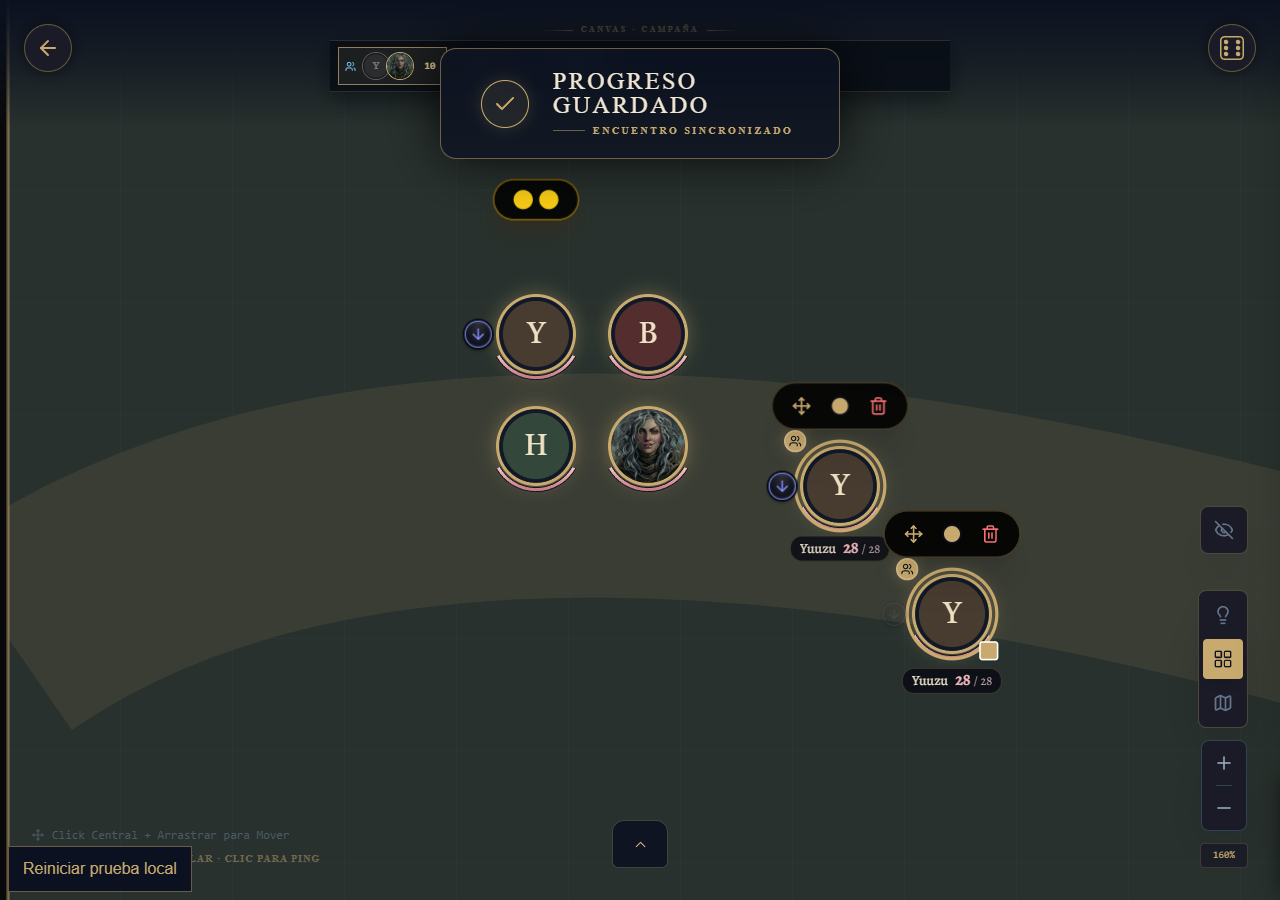 CANVAS · CAMPAÑA
Y
10
PROGRESO
GUARDADO
ENCUENTRO SINCRONIZADO
Y
B
H
Y
Yuuzu 28 / 28
Y
Yuuzu 28 / 28
Click Central + Arrastrar para Mover
LAR · CLIC PARA PING
Reiniciar prueba local
160%